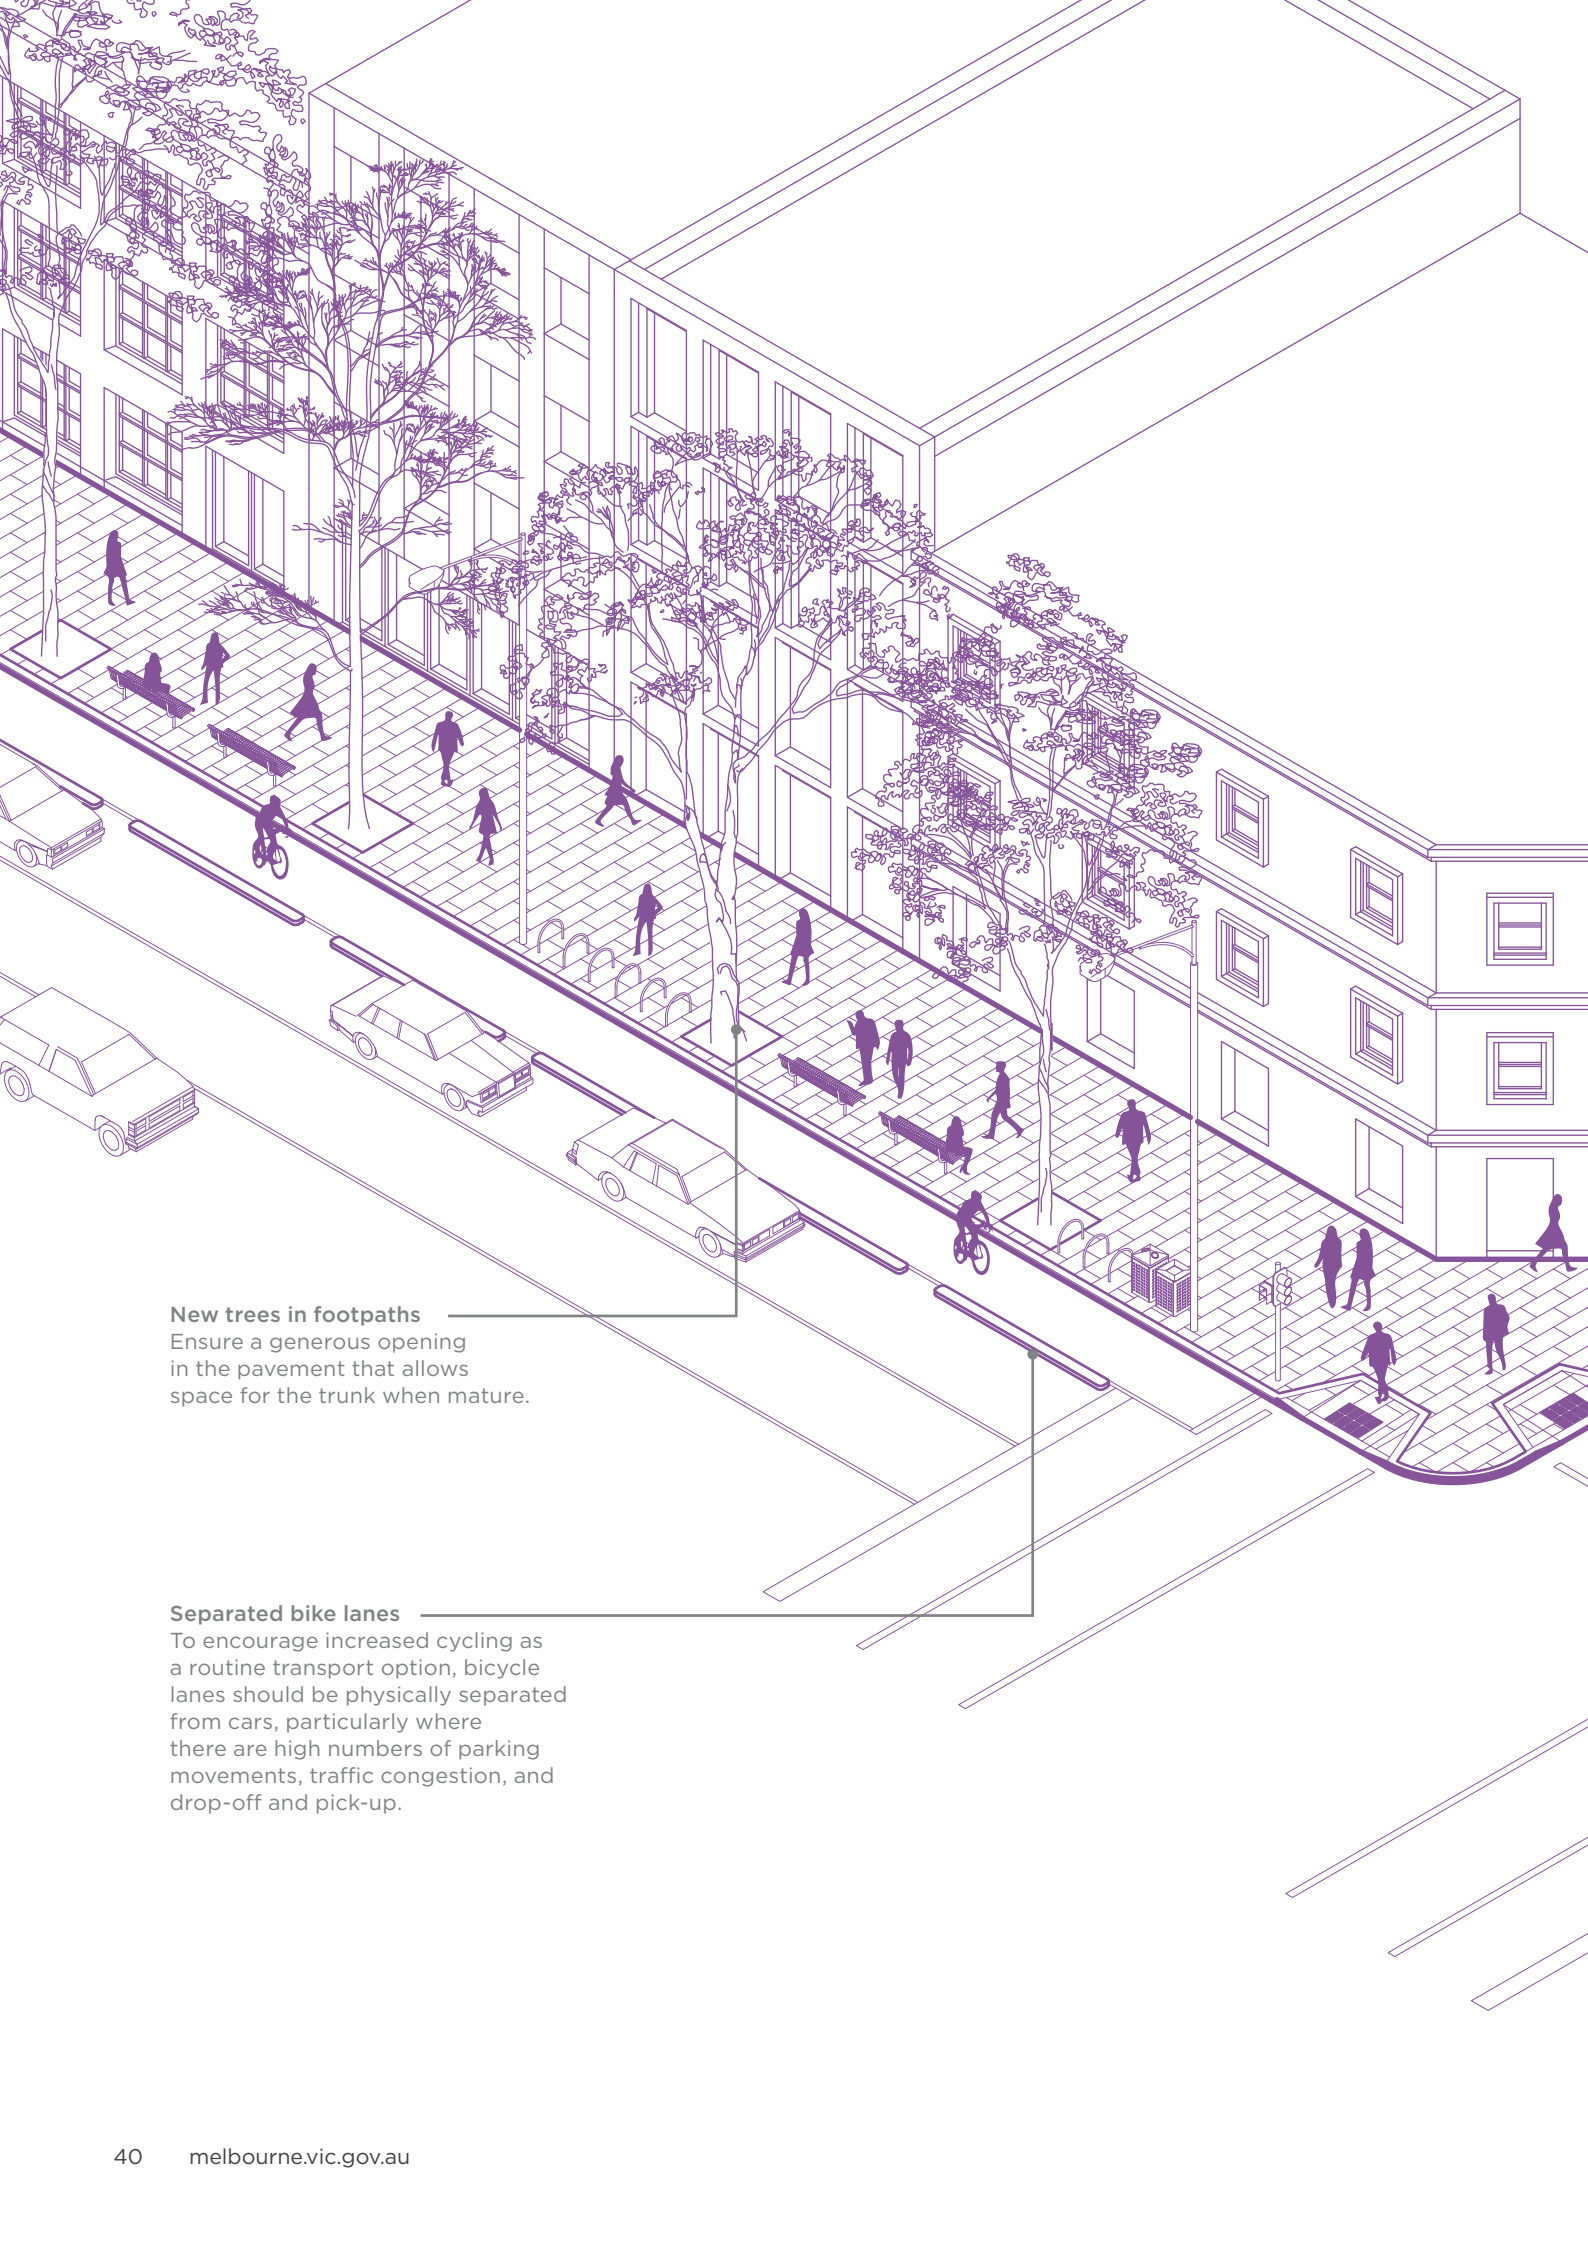 New trees in footpaths
Ensure a generous opening
in the pavement that allows
space for the trunk when mature.
Separated bike lanes
To encourage increased cycling as
a routine transport option, bicycle
lanes should be physically separated
from cars, particularly where
there are high numbers of parking
movements, traffic congestion, and
drop-off and pick-up.
40 melbourne.vic.gov.au